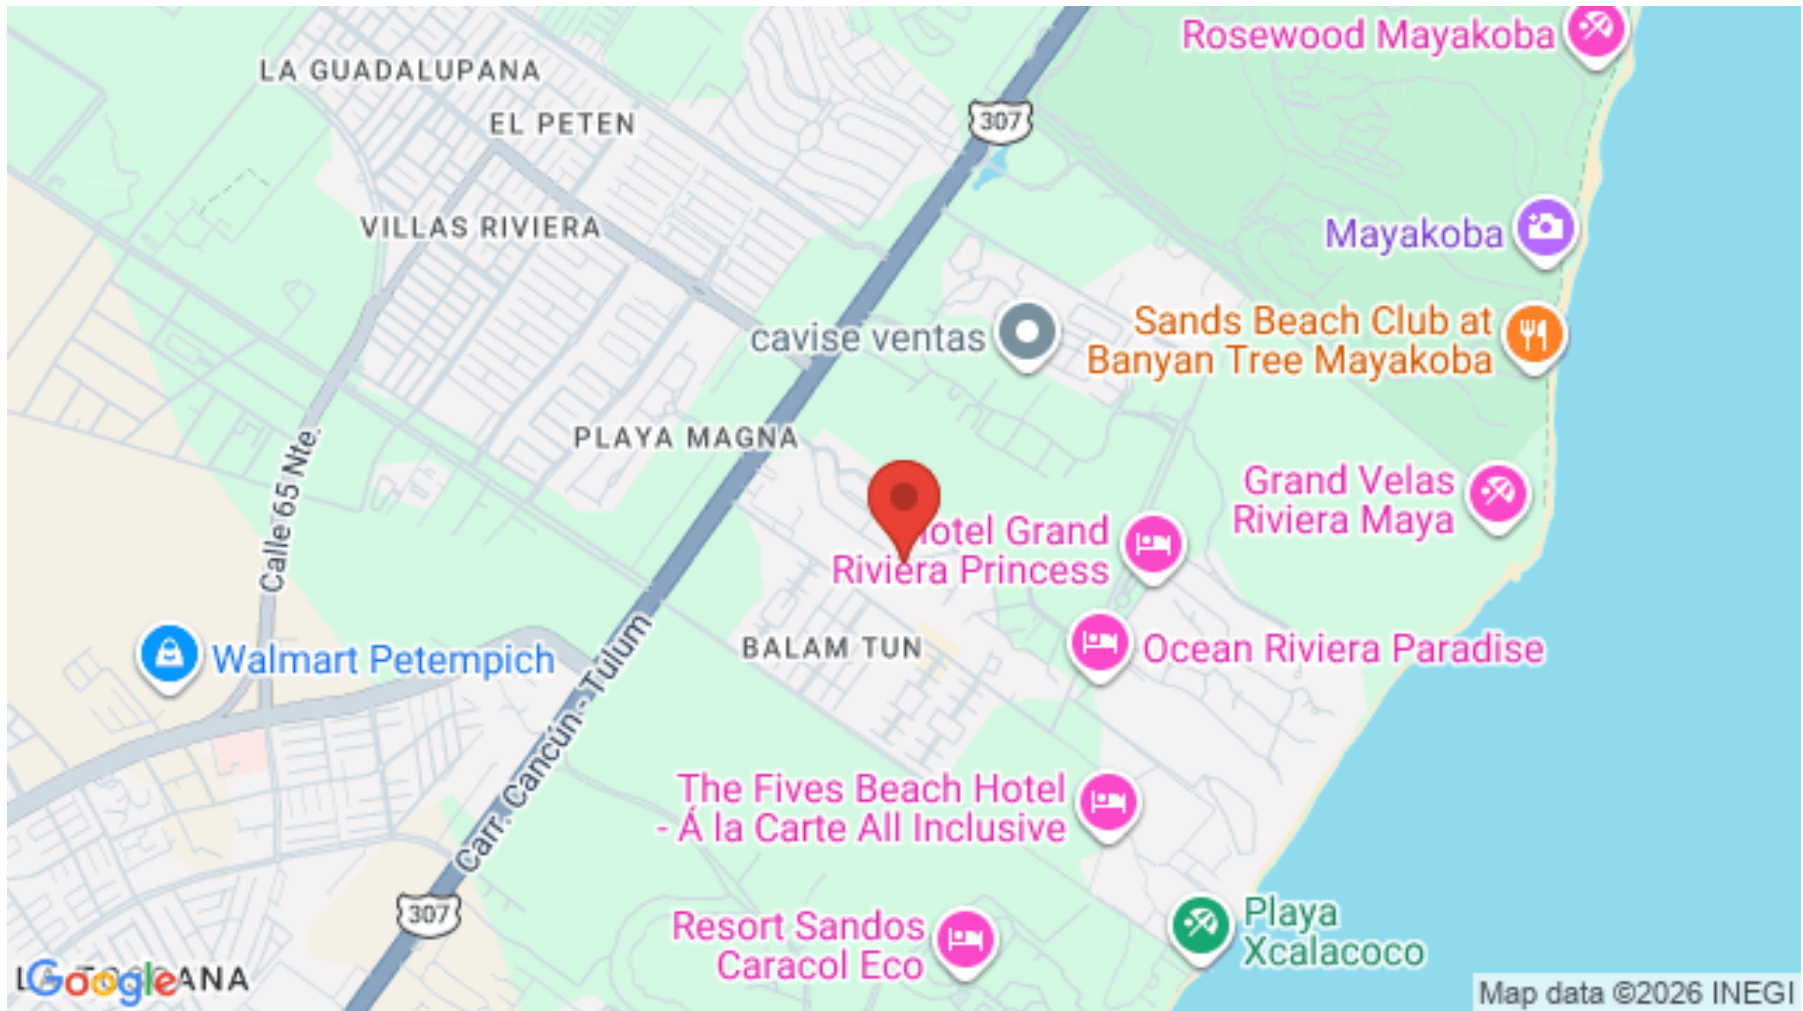 Rosewood Mayakoba
LA GUADALUPANA
307
EL PETEN
VILLAS RIVIERA
Mayakoba
cavise ventas
Sands Beach Club at
Banyan Tree Mayakoba
PLAYA MAGNA
Calle 65 Nte.
Grand Velas
Riviera Maya
Grand
Riviera Princess
BALAM TUN
Ocean Riviera Paradise
Walmart Petempich
Carr. Cancún - Tulum
The Fives Beach Hotel
- Á la Carte All Inclusive
307
Resort Sandos
Caracol Eco
Playa
Xcalacoco
Google
Map data ©2026 INEGI